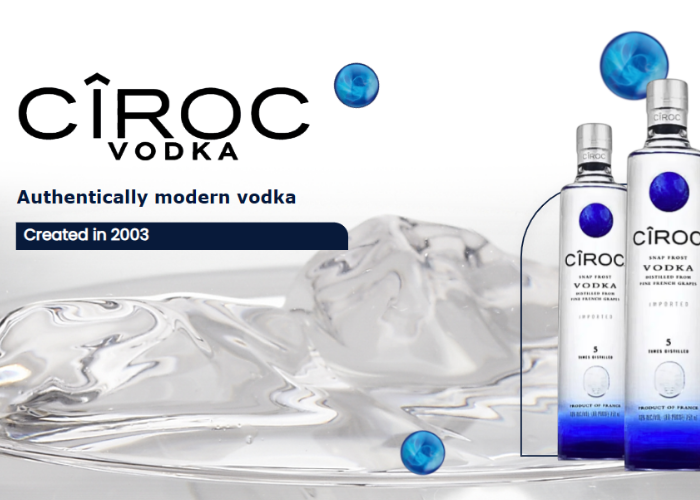 CÎROC
VODKA
Authentically modern vodka
Created in 2003
CÎROC
CÎROC
SNAP FROST
VODKA
DISTILLED FROM
FINE FRENCH GRAPES
IMPORTED
5
TIMES DISTILLED
PRODUCT OF FRANCE
CÎROC
CÎROC
SNAP FROST
VODKA
DISTILLED FROM
FINE FRENCH GRAPES
IMPORTED
5
TIMES DISTILLED
PRODUCT OF FRANCE